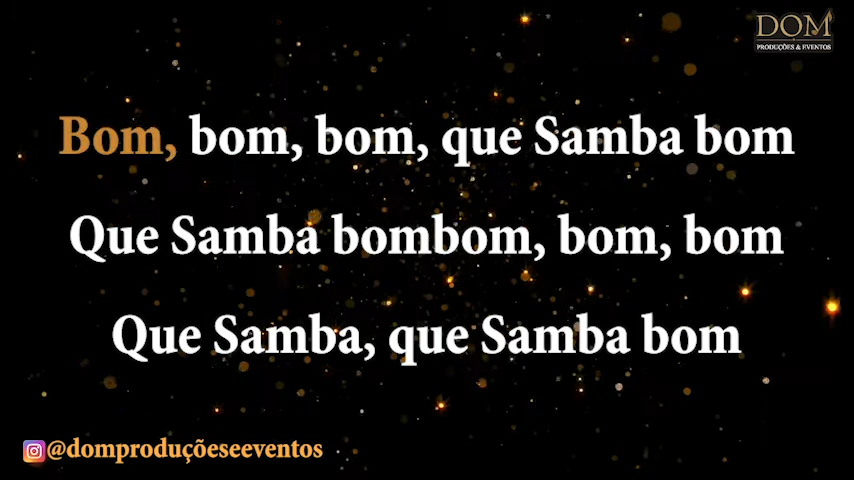 DOM
PRODUÇÕES & EVENTOS
Bom, bom, bom, que Samba bom
Que Samba bombom, bom, bom
Que Samba, que Samba bom
@domproduçõeseeventos